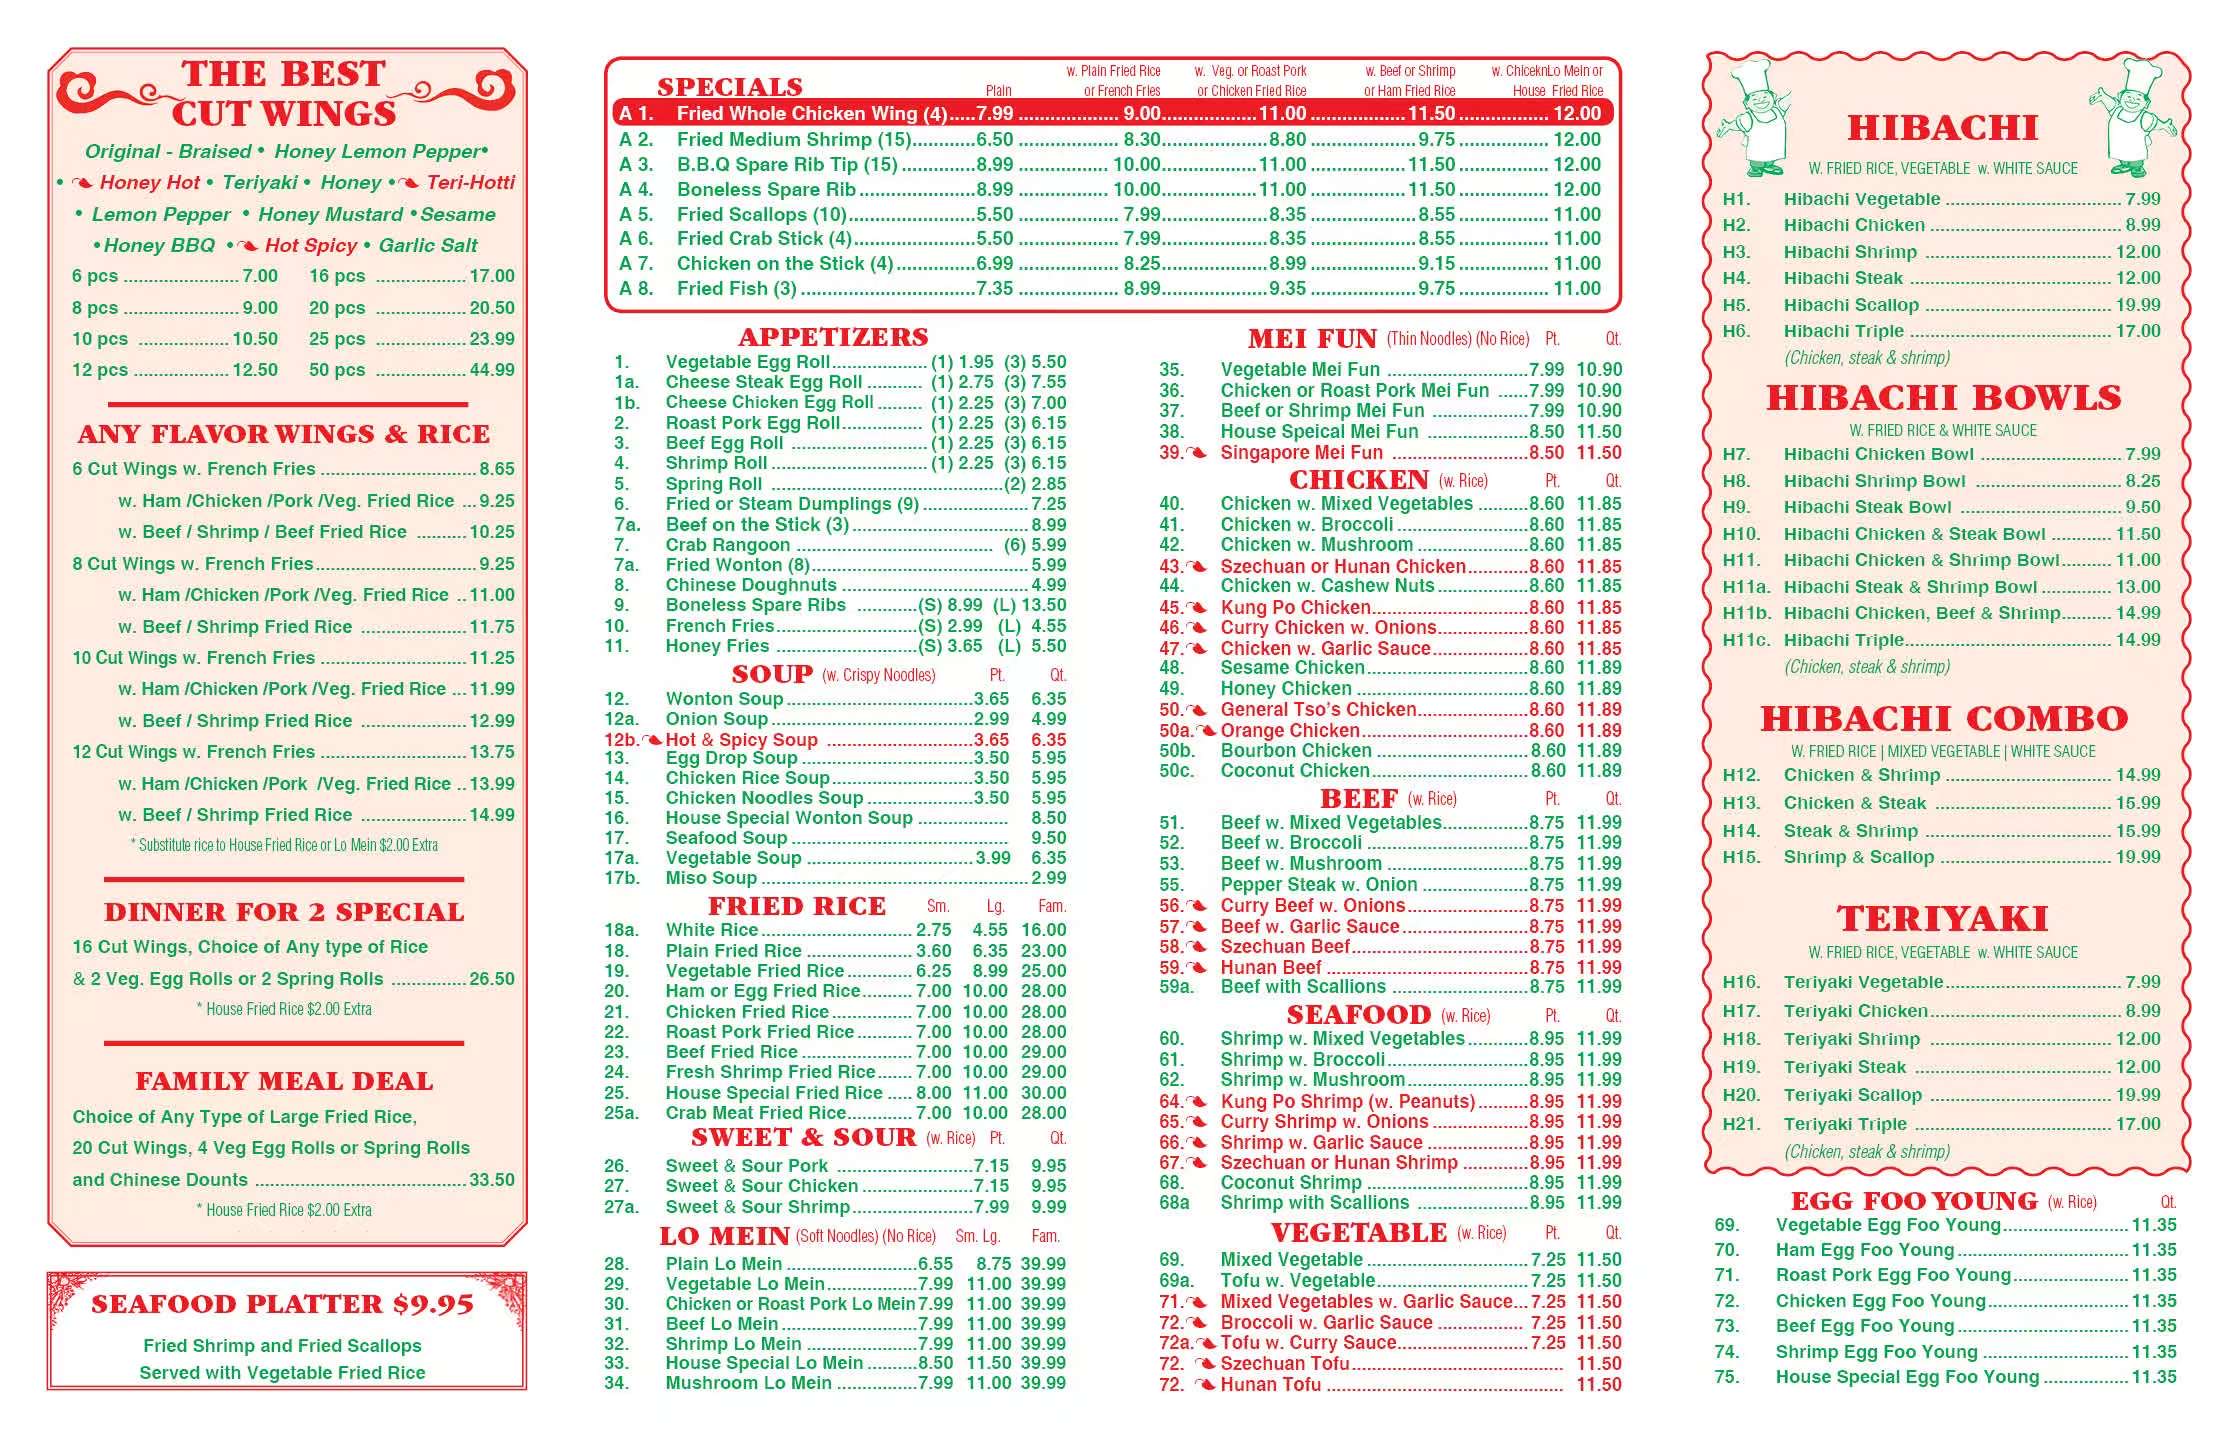 THE BEST
CUT WINGS
Original - Braised • Honey Lemon Pepper•
• Honey Hot • Teriyaki • Honey • Teri-Hotti
• Lemon Pepper • Honey Mustard •Sesame
•Honey BBQ • Hot Spicy • Garlic Salt
6 pcs ...................... 7.00 16 pcs ................. 17.00
8 pcs ...................... 9.00 20 pcs ................. 20.50
10 pcs ................. 10.50 25 pcs ................. 23.99
12 pcs .................. 12.50 50 pcs ................. 44.99
ANY FLAVOR WINGS & RICE
6 Cut Wings w. French Fries ............................. 8.65
w. Ham /Chicken /Pork /Veg. Fried Rice ... 9.25
w. Beef / Shrimp / Beef Fried Rice .......... 10.25
8 Cut Wings w. French Fries.............................. 9.25
w. Ham /Chicken /Pork /Veg. Fried Rice .. 11.00
w. Beef / Shrimp Fried Rice .................... 11.75
10 Cut Wings w. French Fries ........................... 11.25
w. Ham /Chicken /Pork /Veg. Fried Rice ... 11.99
w. Beef / Shrimp Fried Rice .................... 12.99
12 Cut Wings w. French Fries ........................... 13.75
w. Ham /Chicken /Pork /Veg. Fried Rice .. 13.99
w. Beef / Shrimp Fried Rice .................... 14.99
* Substitute rice to House Fried Rice or Lo Mein $2.00 Extra
DINNER FOR 2 SPECIAL
16 Cut Wings, Choice of Any type of Rice
& 2 Veg. Egg Rolls or 2 Spring Rolls .............. 26.50
* House Fried Rice $2.00 Extra
FAMILY MEAL DEAL
Choice of Any Type of Large Fried Rice,
20 Cut Wings, 4 Veg Egg Rolls or Spring Rolls
and Chinese Dounts ....................................... 33.50
* House Fried Rice $2.00 Extra
SEAFOOD PLATTER $9.95
Fried Shrimp and Fried Scallops
Served with Vegetable Fried Rice
w. Plain Fried Rice w. Veg. or Roast Pork w. Beef or Shrimp w. ChiceknLo Mein or
SPECIALS Plain or French Fries or Chicken Fried Rice or Ham Fried Rice House Fried Rice
A 1. Fried Whole Chicken Wing (4).....7.99 .................. 9.00..................11.00 ..................11.50 ................. 12.00
A 2. Fried Medium Shrimp (15)............6.50 ................... 8.30....................8.80 .....................9.75 ................. 12.00
A 3. B.B.Q Spare Rib Tip (15) ..............8.99 ................. 10.00..................11.00 ..................11.50 ................. 12.00
A 4. Boneless Spare Rib ......................8.99 ................. 10.00..................11.00 ..................11.50 ................. 12.00
A 5. Fried Scallops (10)........................5.50 ................... 7.99....................8.35 .....................8.55 ................. 11.00
A 6. Fried Crab Stick (4).......................5.50 ................... 7.99....................8.35 .....................8.55 ................. 11.00
A 7. Chicken on the Stick (4) ...............6.99 ................... 8.25....................8.99 .....................9.15 ................. 11.00
A 8. Fried Fish (3) .................................7.35 ................... 8.99....................9.35 .....................9.75 ................. 11.00
APPETIZERS
1. Vegetable Egg Roll................... (1) 1.95 (3) 5.50
1a. Cheese Steak Egg Roll ........... (1) 2.75 (3) 7.55
1b. Cheese Chicken Egg Roll ......... (1) 2.25 (3) 7.00
2. Roast Pork Egg Roll................ (1) 2.25 (3) 6.15
3. Beef Egg Roll .......................... (1) 2.25 (3) 6.15
4. Shrimp Roll .............................. (1) 2.25 (3) 6.15
5. Spring Roll ............................................(2) 2.85
6. Fried or Steam Dumplings (9) .................... 7.25
7a. Beef on the Stick (3) ................................. 8.99
7. Crab Rangoon ..................................... (6) 5.99
7a. Fried Wonton (8)......................................... 5.99
8. Chinese Doughnuts ................................... 4.99
9. Boneless Spare Ribs ...........(S) 8.99 (L) 13.50
10. French Fries..........................(S) 2.99 (L) 4.55
11. Honey Fries ..........................(S) 3.65 (L) 5.50
SOUP (w. Crispy Noodles) Pt. Qt.
12. Wonton Soup ...................................3.65 6.35
12a. Onion Soup ......................................2.99 4.99
12b. Hot & Spicy Soup ...........................3.65 6.35
13. Egg Drop Soup ................................3.50 5.95
14. Chicken Rice Soup..........................3.50 5.95
15. Chicken Noodles Soup ....................3.50 5.95
16. House Special Wonton Soup ................. 8.50
17. Seafood Soup ......................................... 9.50
17a. Vegetable Soup ............................... 3.99 6.35
17b. Miso Soup .................................................. 2.99
FRIED RICE Sm. Lg. Fam.
18a. White Rice ............................ 2.75 4.55 16.00
18. Plain Fried Rice .................... 3.60 6.35 23.00
19. Vegetable Fried Rice ............ 6.25 8.99 25.00
20. Ham or Egg Fried Rice.......... 7.00 10.00 28.00
21. Chicken Fried Rice ............... 7.00 10.00 28.00
22. Roast Pork Fried Rice .......... 7.00 10.00 28.00
23. Beef Fried Rice .................... 7.00 10.00 29.00
24. Fresh Shrimp Fried Rice....... 7.00 10.00 29.00
25. House Special Fried Rice ..... 8.00 11.00 30.00
25a. Crab Meat Fried Rice............ 7.00 10.00 28.00
SWEET & SOUR (w. Rice) Pt. Qt.
26. Sweet & Sour Pork .........................7.15 9.95
27. Sweet & Sour Chicken .....................7.15 9.95
27a. Sweet & Sour Shrimp.......................7.99 9.99
LO MEIN (Soft Noodles) (No Rice) Sm. Lg. Fam.
28. Plain Lo Mein ........................6.55 8.75 39.99
29. Vegetable Lo Mein.................7.99 11.00 39.99
30. Chicken or Roast Pork Lo Mein 7.99 11.00 39.99
31. Beef Lo Mein .........................7.99 11.00 39.99
32. Shrimp Lo Mein ....................7.99 11.00 39.99
33. House Special Lo Mein .........8.50 11.50 39.99
34. Mushroom Lo Mein ...............7.99 11.00 39.99
MEI FUN (Thin Noodles) (No Rice) Pt. Qt.
35. Vegetable Mei Fun ..........................7.99 10.90
36. Chicken or Roast Pork Mei Fun ......7.99 10.90
37. Beef or Shrimp Mei Fun ..................7.99 10.90
38. House Speical Mei Fun ...................8.50 11.50
39. Singapore Mei Fun .........................8.50 11.50
CHICKEN (w. Rice) Pt. Qt.
40. Chicken w. Mixed Vegetables .........8.60 11.85
41. Chicken w. Broccoli ........................8.60 11.85
42. Chicken w. Mushroom ....................8.60 11.85
43. Szechuan or Hunan Chicken...........8.60 11.85
44. Chicken w. Cashew Nuts.................8.60 11.85
45. Kung Po Chicken.............................8.60 11.85
46. Curry Chicken w. Onions.................8.60 11.85
47. Chicken w. Garlic Sauce..................8.60 11.85
48. Sesame Chicken..............................8.60 11.89
49. Honey Chicken ................................8.60 11.89
50. General Tso's Chicken....................8.60 11.89
50a. Orange Chicken...............................8.60 11.89
50b. Bourbon Chicken ............................ 8.60 11.89
50c. Coconut Chicken............................. 8.60 11.89
BEEF (w. Rice) Pt. Qt.
51. Beef w. Mixed Vegetables................8.75 11.99
52. Beef w. Broccoli ..............................8.75 11.99
53. Beef w. Mushroom ..........................8.75 11.99
55. Pepper Steak w. Onion ...................8.75 11.99
56. Curry Beef w. Onions......................8.75 11.99
57. Beef w. Garlic Sauce.......................8.75 11.99
58. Szechuan Beef.................................8.75 11.99
59. Hunan Beef .....................................8.75 11.99
59a. Beef with Scallions .........................8.75 11.99
SEAFOOD (w. Rice) Pt. Qt.
60. Shrimp w. Mixed Vegetables...........8.95 11.99
61. Shrimp w. Broccoli..........................8.95 11.99
62. Shrimp w. Mushroom......................8.95 11.99
64. Kung Po Shrimp (w. Peanuts).........8.95 11.99
65. Curry Shrimp w. Onions .................8.95 11.99
66. Shrimp w. Garlic Sauce ..................8.95 11.99
67. Szechuan or Hunan Shrimp ............8.95 11.99
68. Coconut Shrimp ..............................8.95 11.99
68a Shrimp with Scallions ....................8.95 11.99
VEGETABLE (w. Rice) Pt. Qt.
69. Mixed Vegetable .............................. 7.25 11.50
69a. Tofu w. Vegetable............................ 7.25 11.50
71. Mixed Vegetables w. Garlic Sauce... 7.25 11.50
72. Broccoli w. Garlic Sauce ................ 7.25 11.50
72a. Tofu w. Curry Sauce........................ 7.25 11.50
72. Szechuan Tofu....................................... 11.50
72. Hunan Tofu ............................................ 11.50
HIBACHI
W. FRIED RICE, VEGETABLE w. WHITE SAUCE
H1. Hibachi Vegetable ................................ 7.99
H2. Hibachi Chicken ................................... 8.99
H3. Hibachi Shrimp .................................. 12.00
H4. Hibachi Steak ..................................... 12.00
H5. Hibachi Scallop .................................. 19.99
H6. Hibachi Triple ..................................... 17.00
(Chicken, steak & shrimp)
HIBACHI BOWLS
W. FRIED RICE & WHITE SAUCE
H7. Hibachi Chicken Bowl .......................... 7.99
H8. Hibachi Shrimp Bowl ........................... 8.25
H9. Hibachi Steak Bowl .............................. 9.50
H10. Hibachi Chicken & Steak Bowl ........... 11.50
H11. Hibachi Chicken & Shrimp Bowl......... 11.00
H11a. Hibachi Steak & Shrimp Bowl ............. 13.00
H11b. Hibachi Chicken, Beef & Shrimp......... 14.99
H11c. Hibachi Triple...................................... 14.99
(Chicken, steak & shrimp)
HIBACHI COMBO
W. FRIED RICE | MIXED VEGETABLE | WHITE SAUCE
H12. Chicken & Shrimp .............................. 14.99
H13. Chicken & Steak ................................ 15.99
H14. Steak & Shrimp .................................. 15.99
H15. Shrimp & Scallop ............................... 19.99
TERIYAKI
W. FRIED RICE, VEGETABLE w. WHITE SAUCE
H16. Teriyaki Vegetable................................ 7.99
H17. Teriyaki Chicken................................... 8.99
H18. Teriyaki Shrimp ................................. 12.00
H19. Teriyaki Steak .................................... 12.00
H20. Teriyaki Scallop ................................. 19.99
H21. Teriyaki Triple .................................... 17.00
(Chicken, steak & shrimp)
EGG FOO YOUNG (w. Rice) Qt.
69. Vegetable Egg Foo Young....................... 11.35
70. Ham Egg Foo Young ............................... 11.35
71. Roast Pork Egg Foo Young..................... 11.35
72. Chicken Egg Foo Young.......................... 11.35
73. Beef Egg Foo Young ............................... 11.35
74. Shrimp Egg Foo Young ........................... 11.35
75. House Special Egg Foo Young ................ 11.35